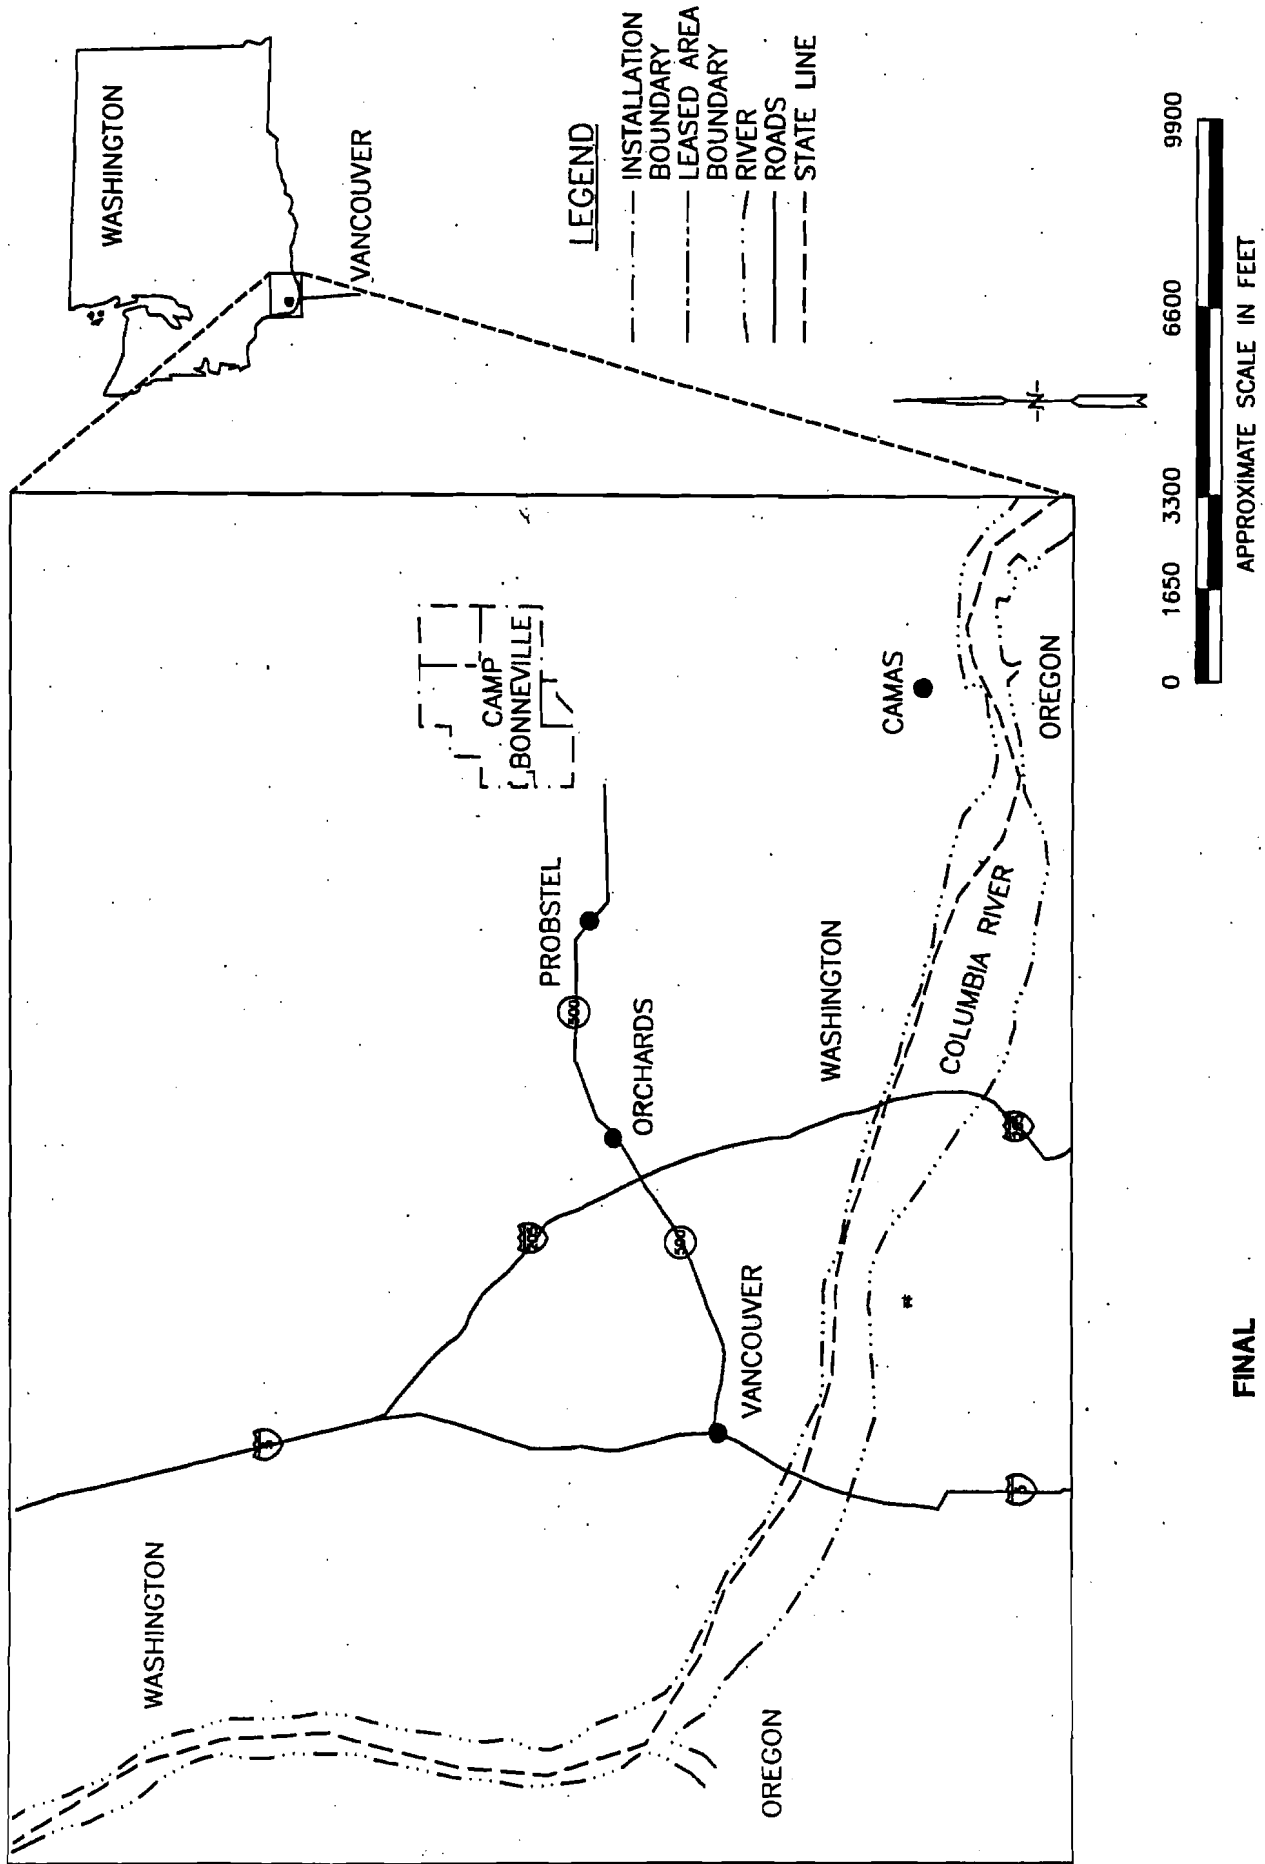 WASHINGTON
VANCOUVER
LEGEND
INSTALLATION
BOUNDARY
LEASED AREA
BOUNDARY
RIVER
ROADS
STATE LINE
N
CAMP
BONNEVILLE
PROBSTEL
500
ORCHARDS
CAMAS
OREGON
WASHINGTON
COLUMBIA RIVER
205
205
500
VANCOUVER
5
5
WASHINGTON
OREGON
0 1650 3300 6600 9900
APPROXIMATE SCALE IN FEET
FINAL